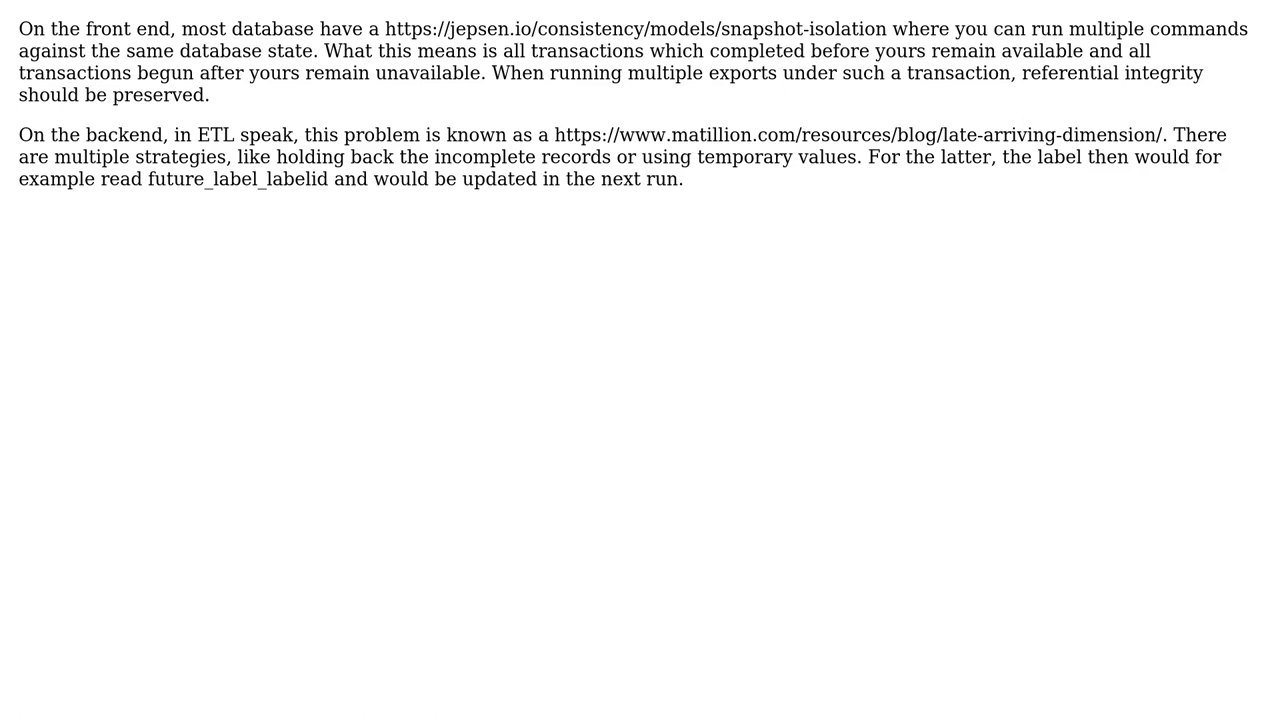 On the front end, most database have a https://jepsen.io/consistency/models/snapshot-isolation where you can run multiple commands
against the same database state. What this means is all transactions which completed before yours remain available and all
transactions begun after yours remain unavailable. When running multiple exports under such a transaction, referential integrity
should be preserved.
On the backend, in ETL speak, this problem is known as a https://www.matillion.com/resources/blog/late-arriving-dimension/. There
are multiple strategies, like holding back the incomplete records or using temporary values. For the latter, the label then would for
example read future_label_labelid and would be updated in the next run.